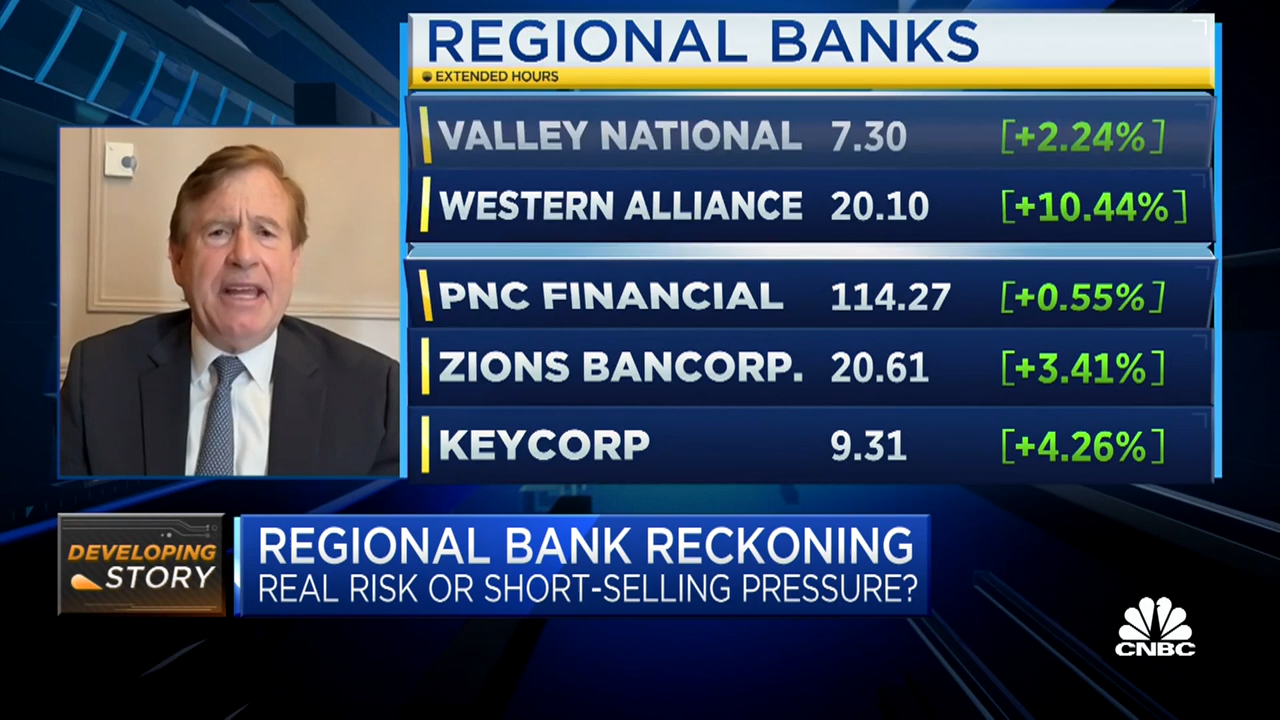 REGIONAL BANKS
EXTENDED HOURS
VALLEY NATIONAL 7.30 [+2.24%]
WESTERN ALLIANCE 20.10 [+10.44%]
PNC FINANCIAL 114.27 [+0.55%]
ZIONS BANCORP. 20.61 [+3.41%]
KEYCORP 9.31 [+4.26%]
DEVELOPING
STORY
REGIONAL BANK RECKONING
REAL RISK OR SHORT-SELLING PRESSURE?
CNBC